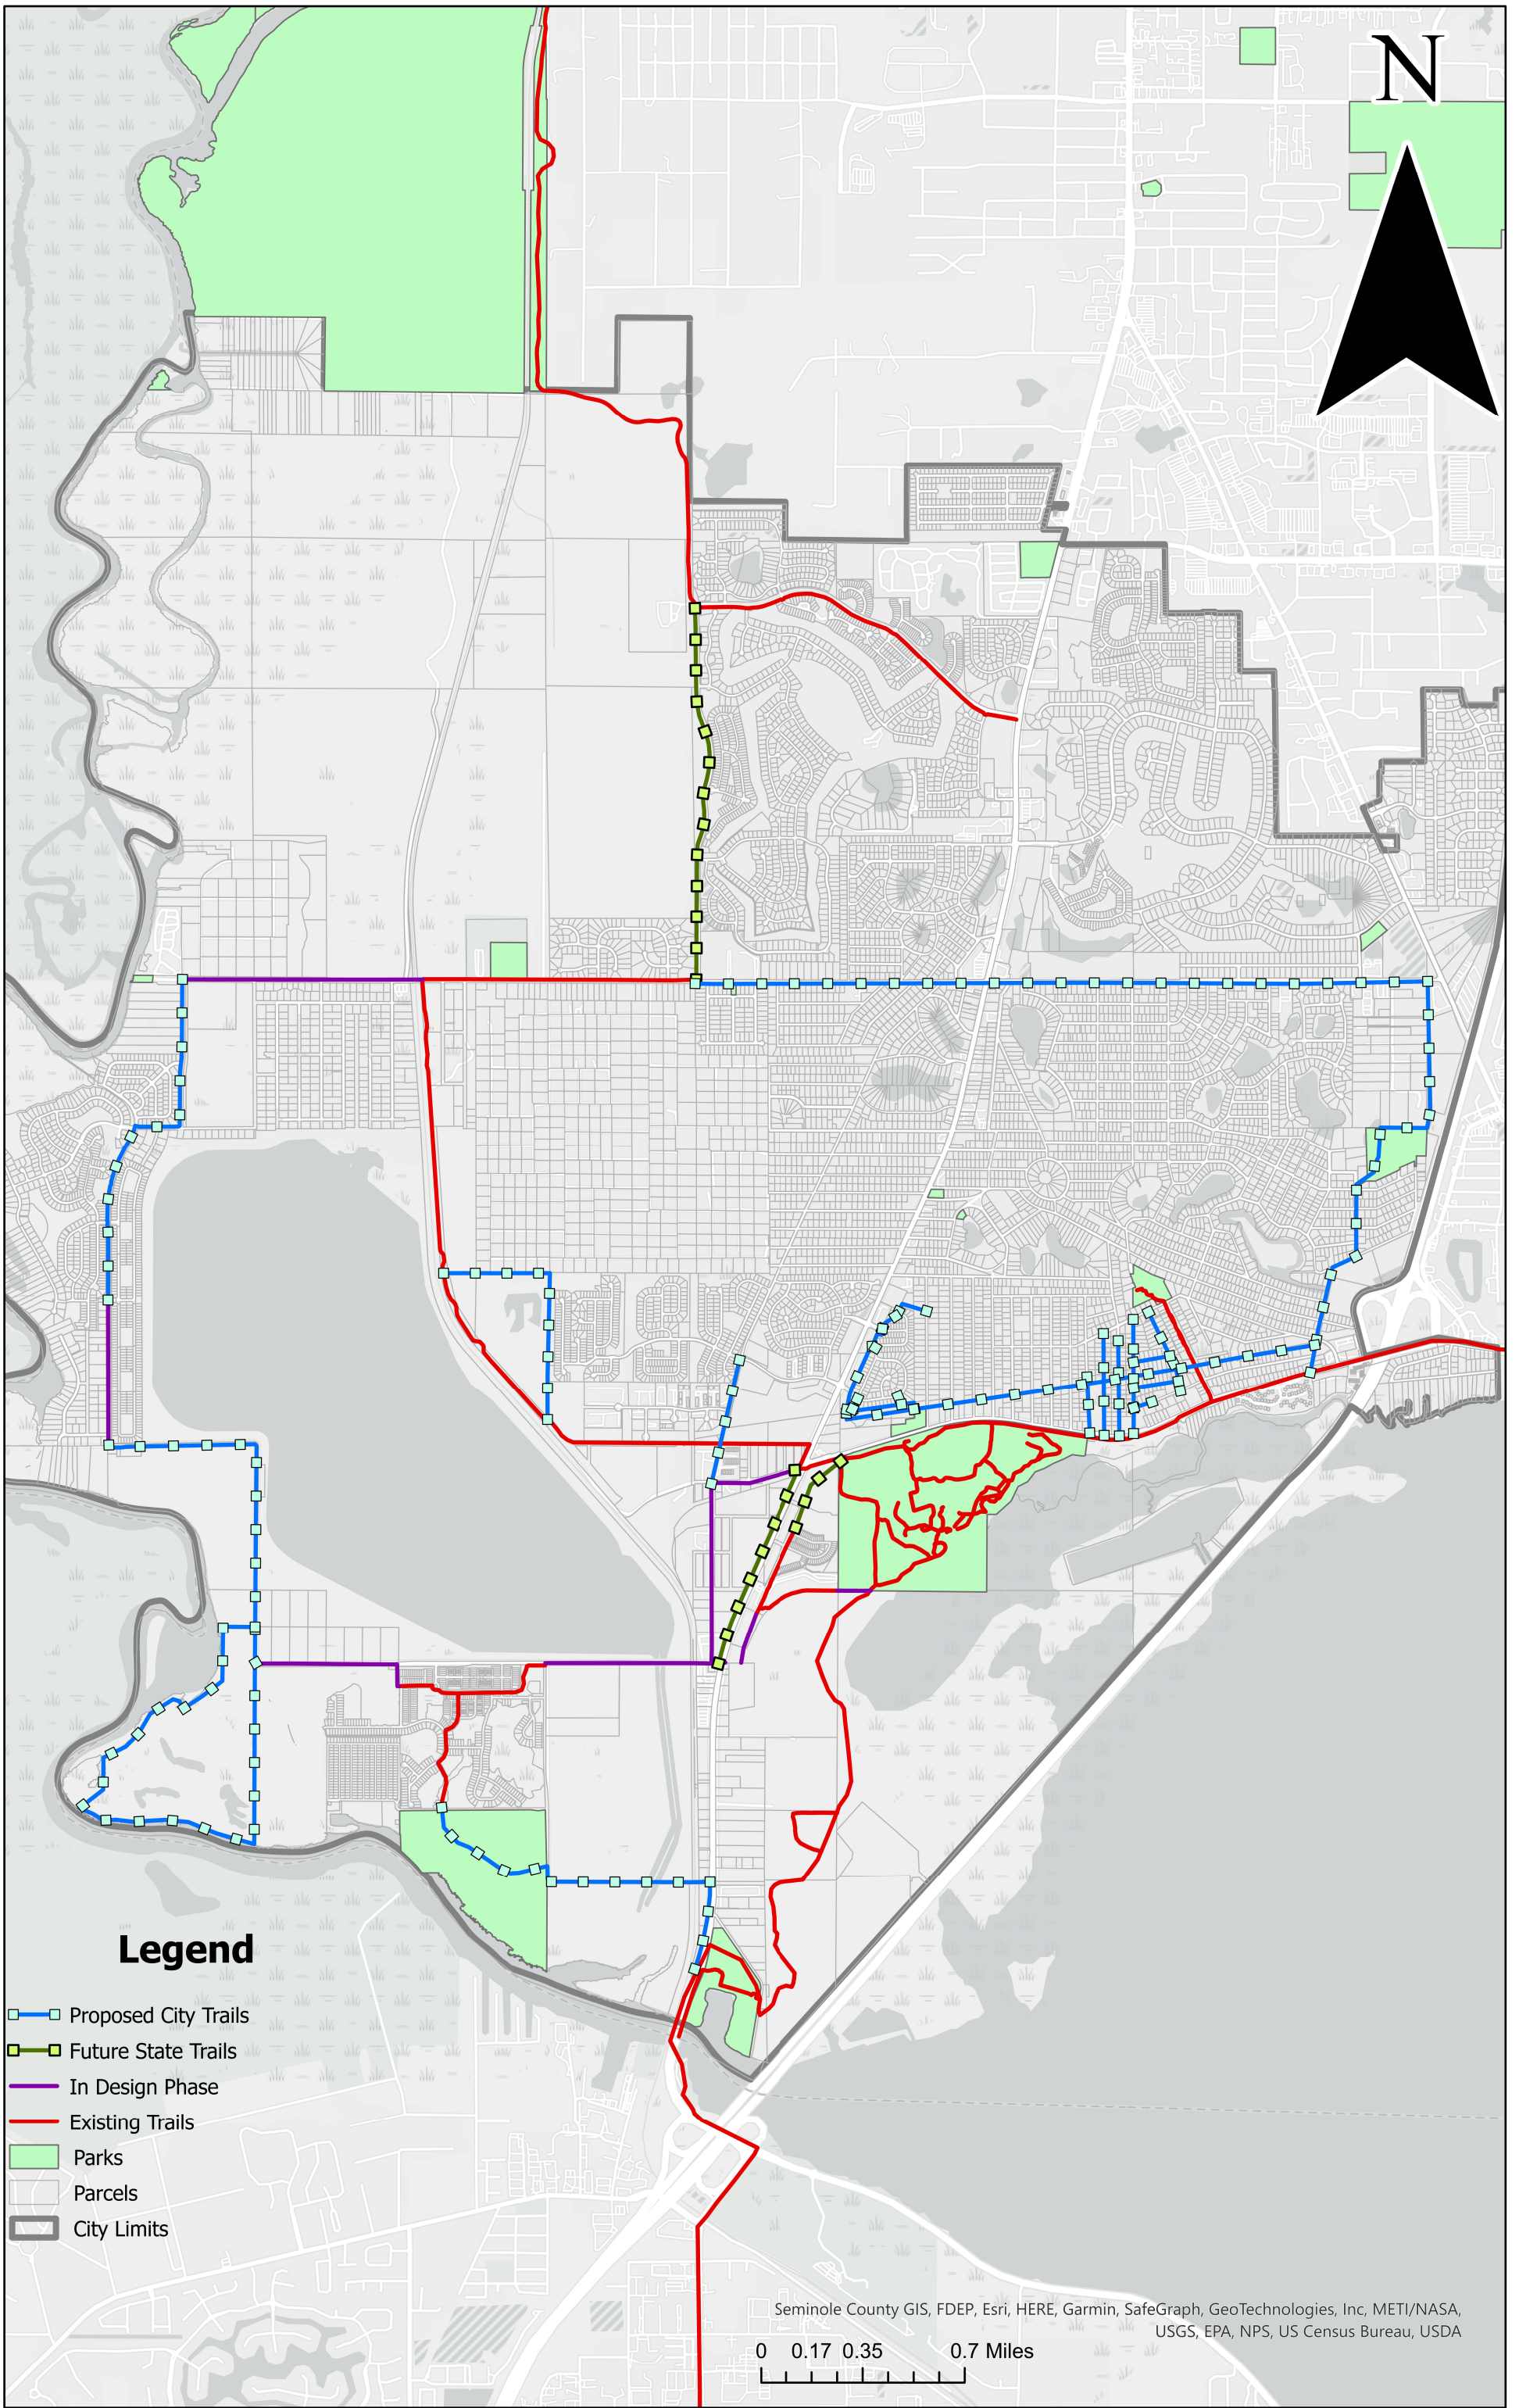 N
Legend
Proposed City Trails
Future State Trails
In Design Phase
Existing Trails
Parks
Parcels
City Limits
Seminole County GIS, FDEP, Esri, HERE, Garmin, SafeGraph, GeoTechnologies, Inc, METI/NASA,
USGS, EPA, NPS, US Census Bureau, USDA
0 0.17 0.35 0.7 Miles